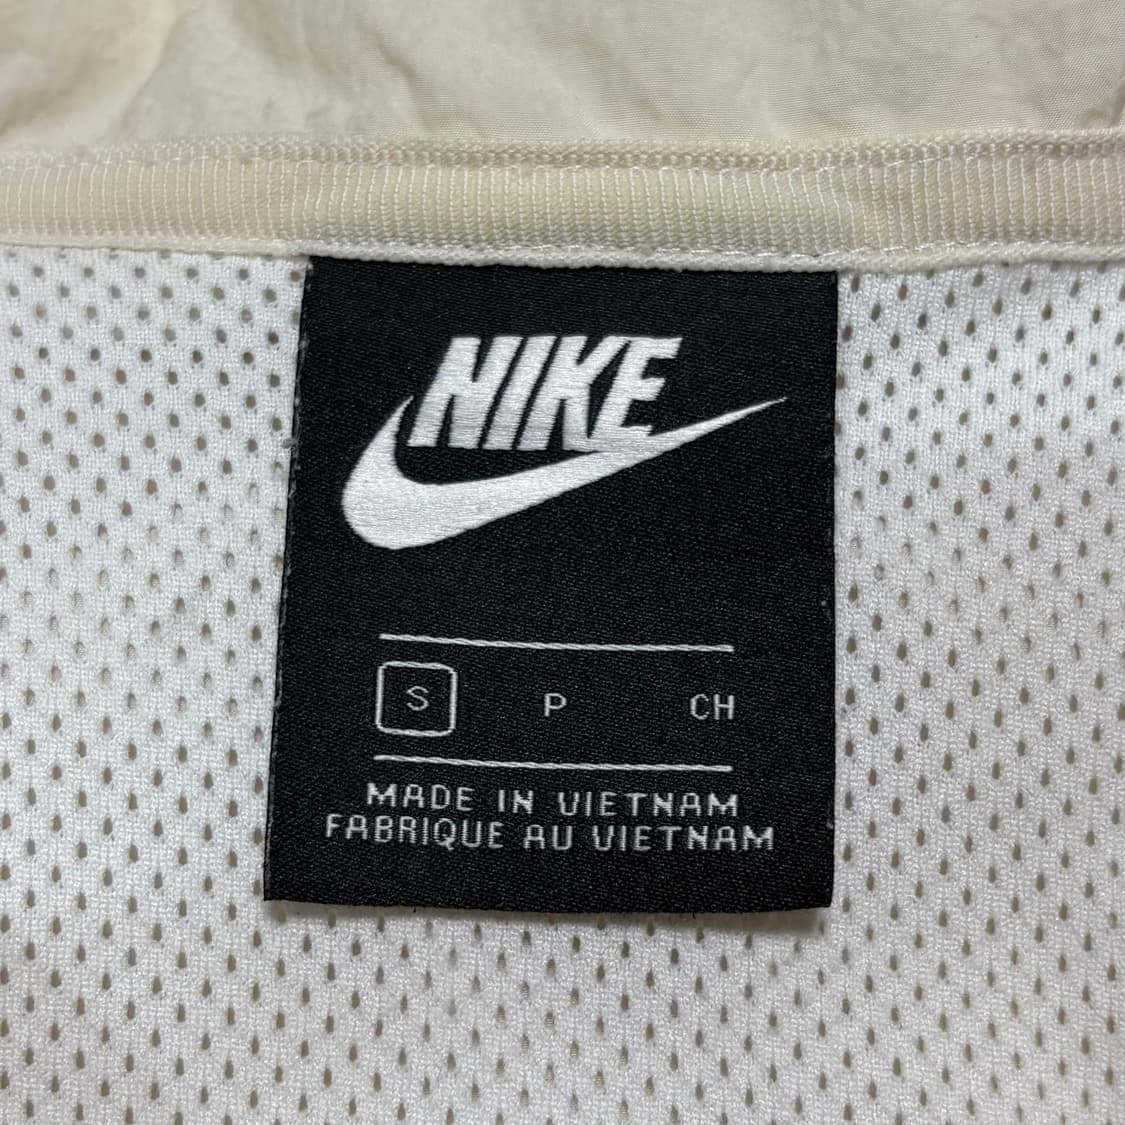 NIKE
S P CH
MADE IN VIETNAM
FABRIQUE AU VIETNAM